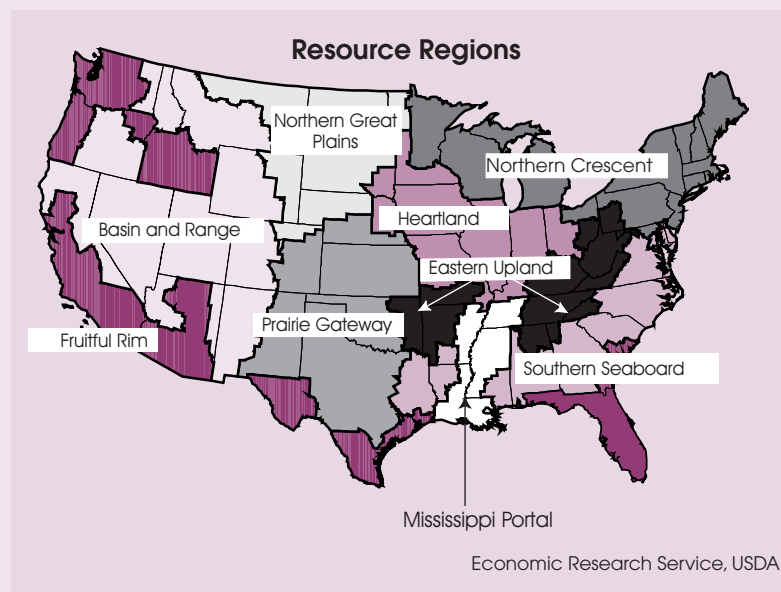 Resource Regions
Northern Great
Plains
Northern Crescent
Heartland
Basin and Range
Eastern Upland
Prairie Gateway
Fruitful Rim
Southern Seaboard
Mississippi Portal
Economic Research Service, USDA